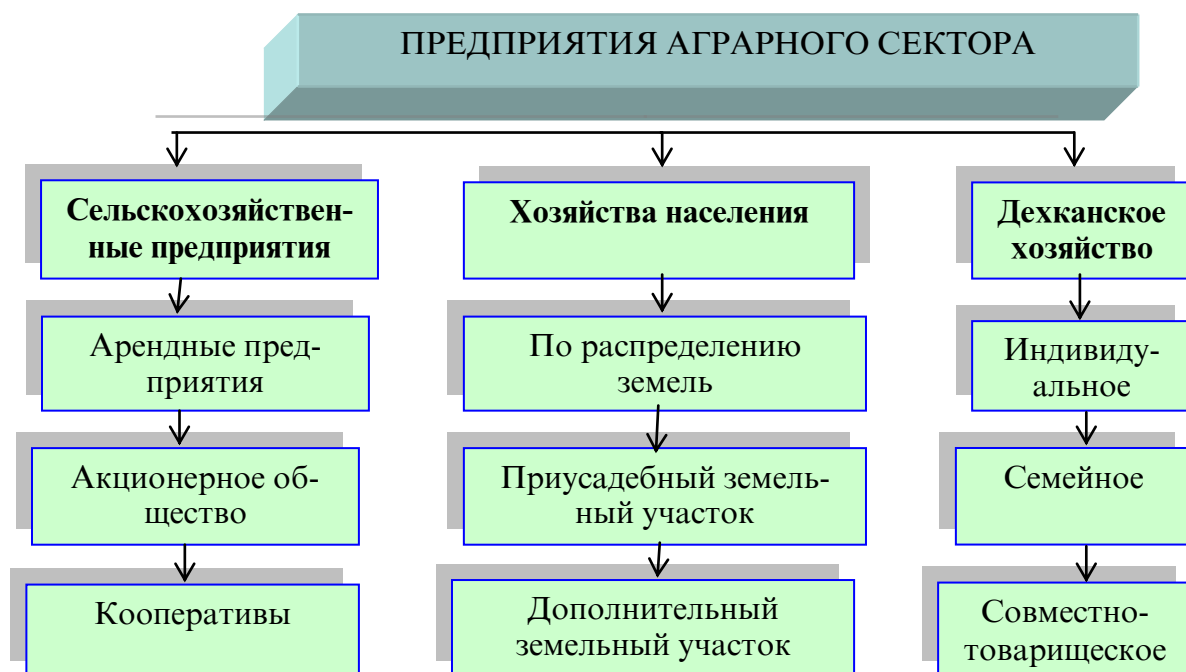 ПРЕДПРИЯТИЯ АГРАРНОГО СЕКТОРА
Сельскохозяйствен-
ные предприятия
Арендные пред-
приятия
Акционерное об-
щество
Кооперативы
Хозяйства населения
По распределению
земель
Приусадебный земель-
ный участок
Дополнительный
земельный участок
Дехканское
хозяйство
Индивиду-
альное
Семейное
Совместно-
товарищеское